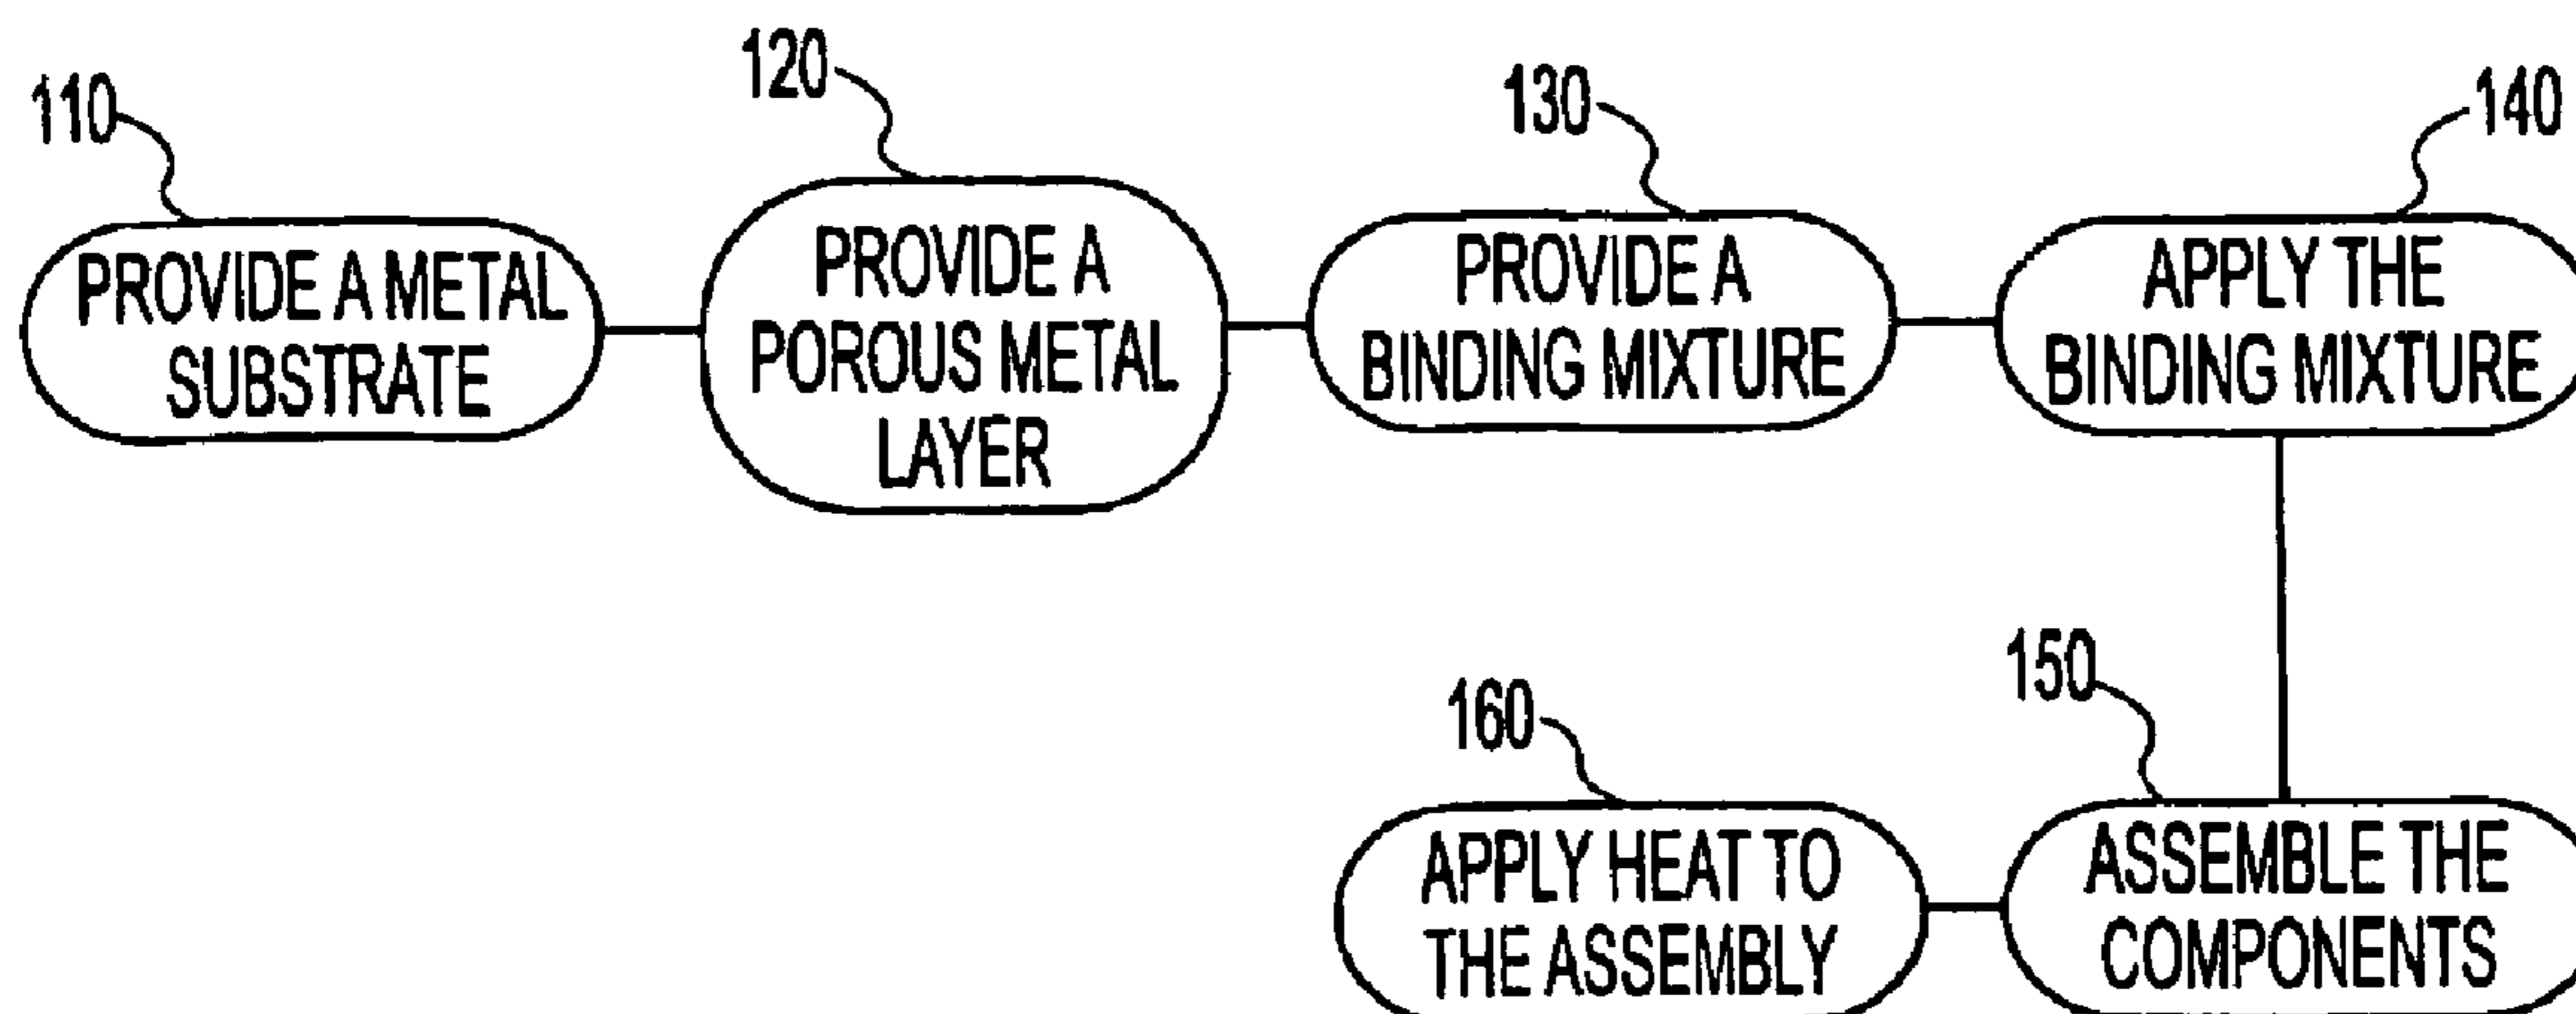 110
PROVIDE A METAL
SUBSTRATE
120
PROVIDE A
POROUS METAL
LAYER
130
PROVIDE A
BINDING MIXTURE
140
APPLY THE
BINDING MIXTURE
150
ASSEMBLE THE
COMPONENTS
160
APPLY HEAT TO
THE ASSEMBLY